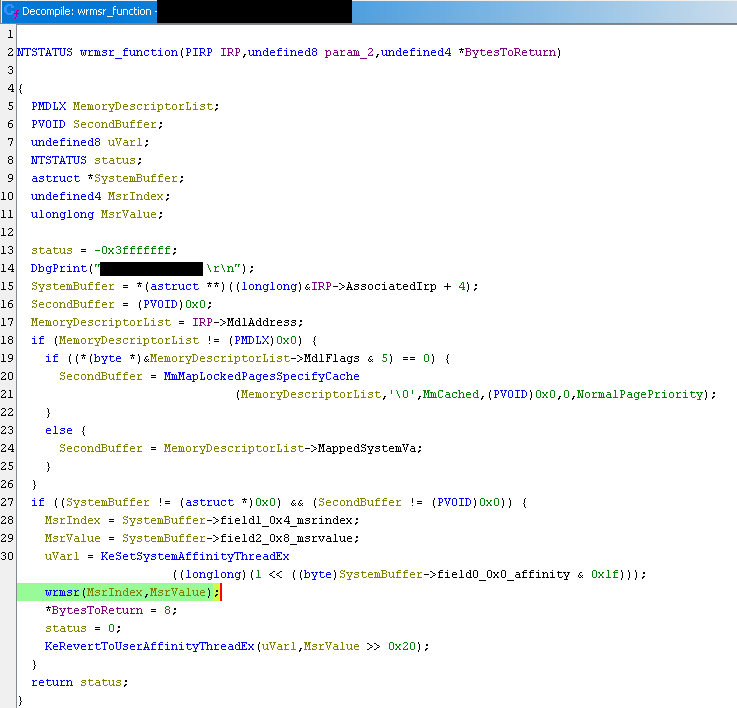 Decompile: wrmsr_function -
1
2 NTSTATUS wrmsr_function(PIRP IRP,undefined8 param_2,undefined4 *BytesToReturn)
3
4 {
5 PMDLX MemoryDescriptorList;
6 PVOID SecondBuffer;
7 undefined8 uVar1;
8 NTSTATUS status;
9 astruct *SystemBuffer;
10 undefined4 MsrIndex;
11 ulonglong MsrValue;
12
13 status = -0x3fffffff;
14 DbgPrint(" \r\n");
15 SystemBuffer = *(astruct **)((longlong)&IRP->AssociatedIrp + 4);
16 SecondBuffer = (PVOID)0x0;
17 MemoryDescriptorList = IRP->MdlAddress;
18 if (MemoryDescriptorList != (PMDLX)0x0) {
19 if ((*(byte *)&MemoryDescriptorList->MdlFlags & 5) == 0) {
20 SecondBuffer = MmMapLockedPagesSpecifyCache
21 (MemoryDescriptorList,'\0',MmCached,(PVOID)0x0,0,NormalPagePriority);
22 }
23 else {
24 SecondBuffer = MemoryDescriptorList->MappedSystemVa;
25 }
26 }
27 if ((SystemBuffer != (astruct *)0x0) && (SecondBuffer != (PVOID)0x0)) {
28 MsrIndex = SystemBuffer->field1_0x4_msrindex;
29 MsrValue = SystemBuffer->field2_0x8_msrvalue;
30 uVar1 = KeSetSystemAffinityThreadEx
((longlong)(1 << ((byte)SystemBuffer->field0_0x0_affinity & 0x1f)));
wrmsr(MsrIndex,MsrValue);
*BytesToReturn = 8;
status = 0;
KeRevertToUserAffinityThreadEx(uVar1,MsrValue >> 0x20);
}
return status;
}